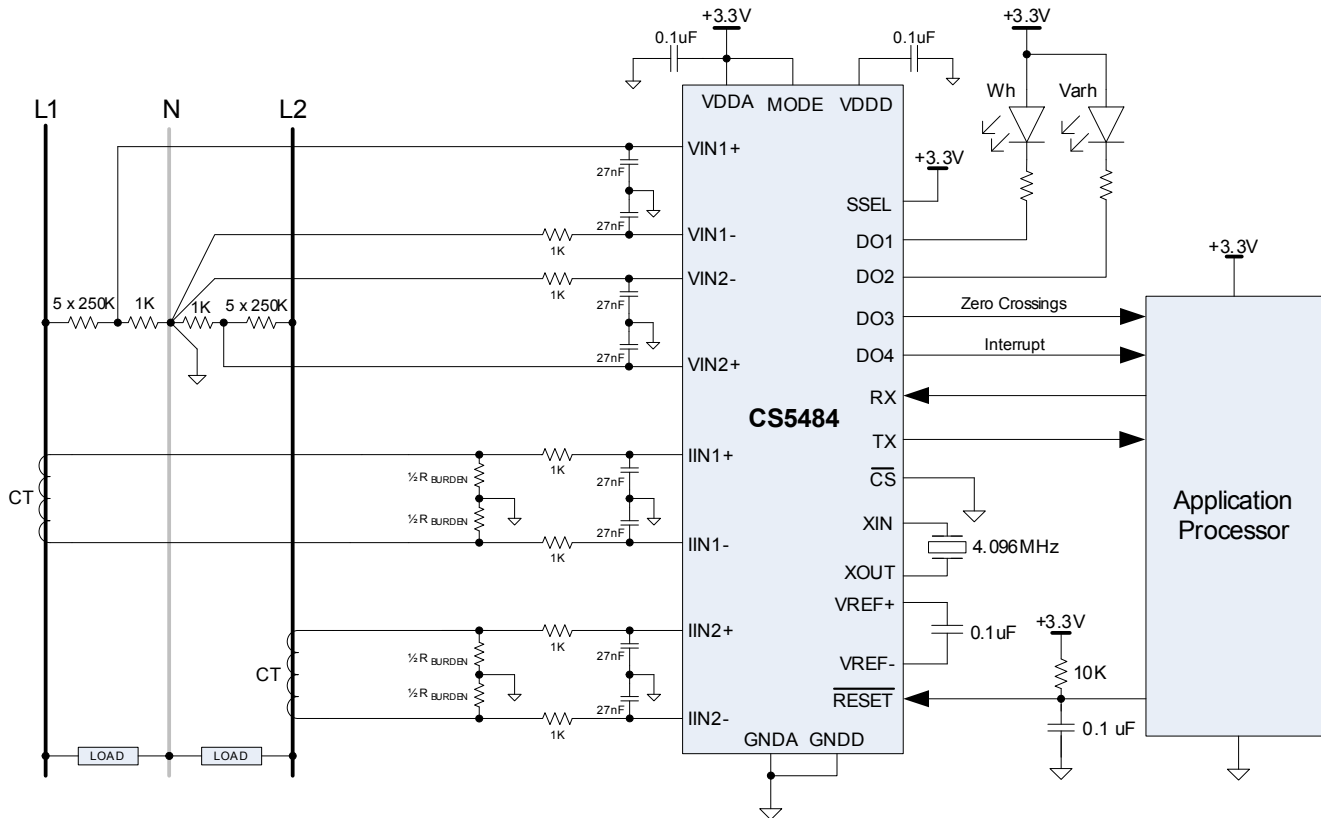 +3.3V
+3.3V
0.1uF
0.1uF
L1
N
L2
VDDA
MODE
VDDD
Wh
Varh
VIN1+
27nF
27nF
VIN1-
1K
VIN2-
1K
27nF
27nF
VIN2+
5 x 250K
1K
1K
5 x 250K
+3.3V
SSEL
DO1
DO2
DO3
Zero Crossings
DO4
Interrupt
RX
TX
CS
XIN
XOUT
4.096MHz
VREF+
VREF-
0.1uF
RESET
+3.3V
10K
0.1 uF
+3.3V
Application
Processor
CS5484
CT
½R BURDEN
½R BURDEN
1K
1K
27nF
27nF
IIN1+
IIN1-
CT
½R BURDEN
½R BURDEN
1K
1K
27nF
27nF
IIN2+
IIN2-
LOAD
LOAD
GNDA
GNDD